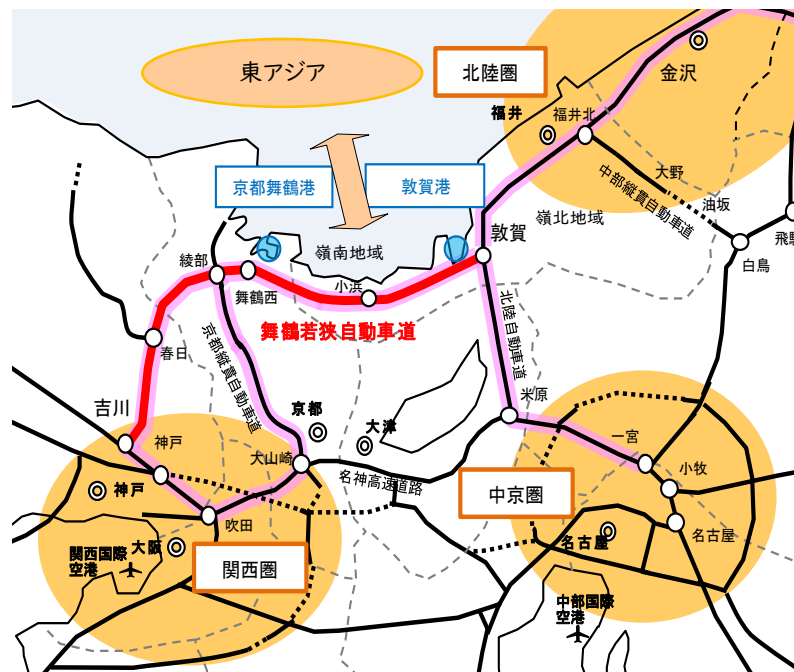 東アジア
北陸圏
金沢
福井
福井北
大野
中部縦貫自動車道
油坂
京都舞鶴港
敦賀港
嶺北地域
敦賀
飛騨
白鳥
嶺南地域
綾部
舞鶴西
小浜
舞鶴若狭自動車道
北陸自動車道
春日
京都縦貫自動車道
米原
吉川
京都
大津
神戸
大山崎
名神高速道路
一宮
小牧
神戸
中京圏
吹田
名古屋
名古屋
大阪
関西国際
空港
関西圏
中部国際
空港